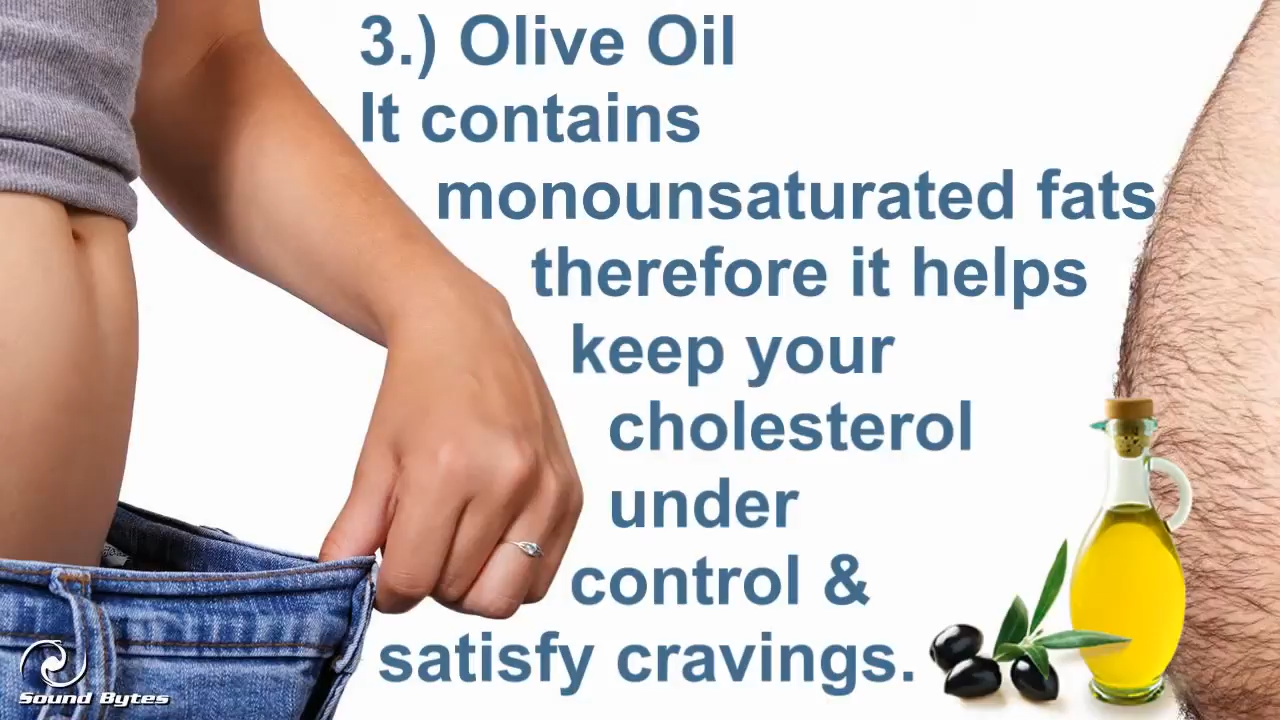 3.) Olive Oil
It contains
monounsaturated fats
therefore it helps
keep your
cholesterol
under
control &
satisfy cravings.
Sound Bytes